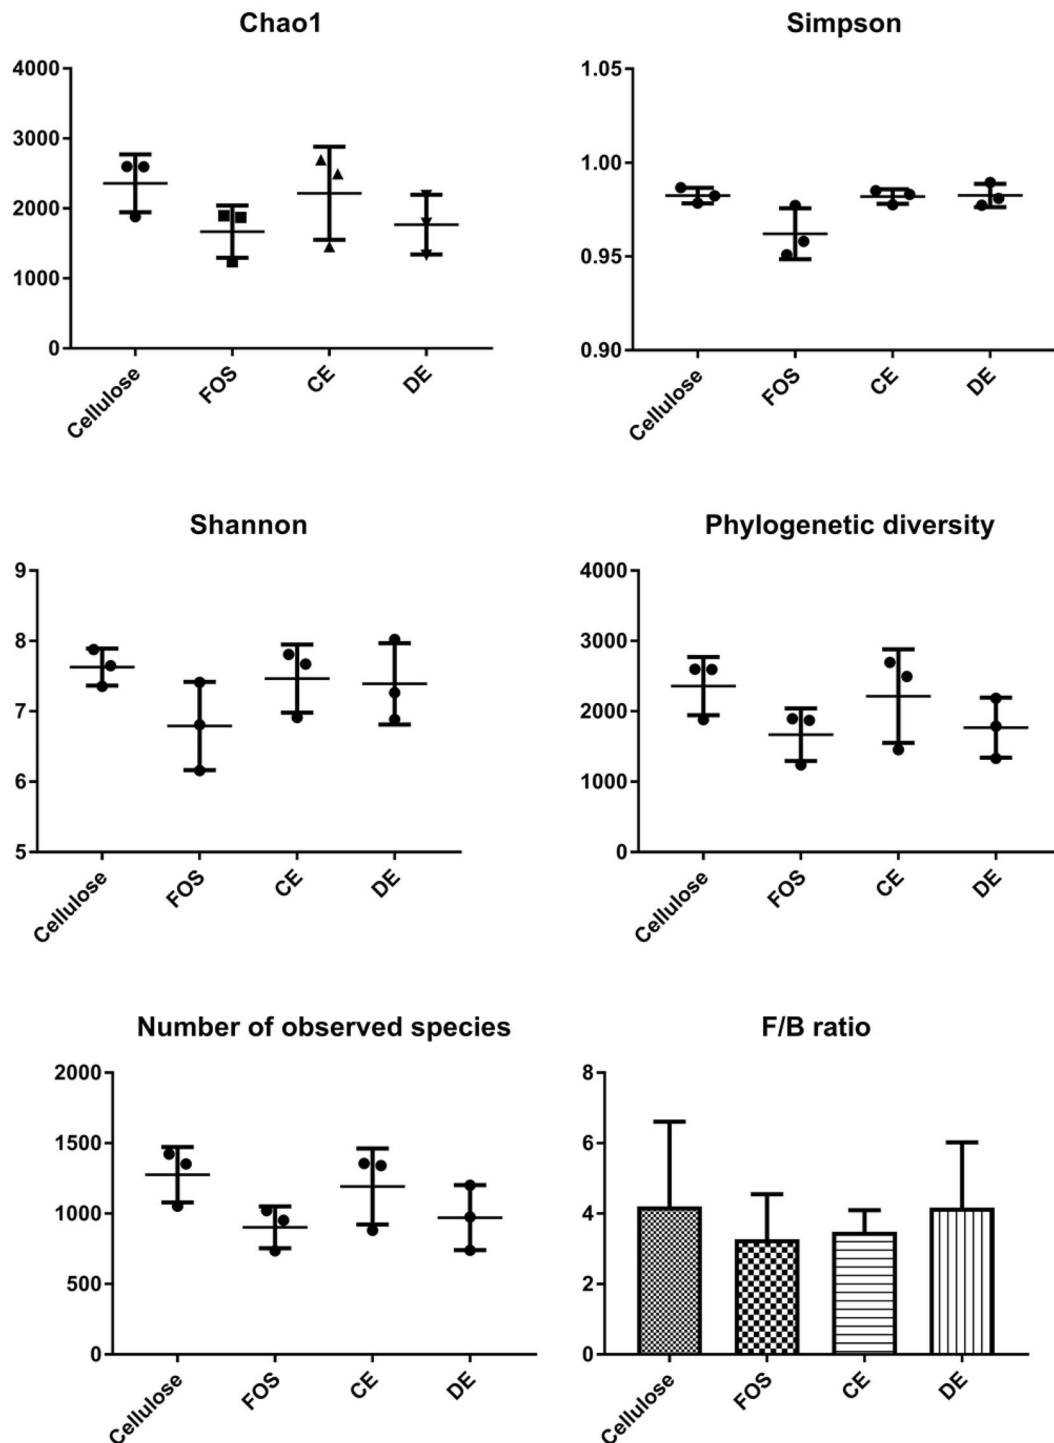 Chao1
4000
3000
2000
1000
0
Cellulose
FOS
CE
DE
Simpson
1.05
1.00
0.95
0.90
Cellulose
FOS
CE
DE
Shannon
9
8
7
6
5
Cellulose
FOS
CE
DE
Phylogenetic diversity
4000
3000
2000
1000
0
Cellulose
FOS
CE
DE
Number of observed species
2000
1500
1000
500
0
Cellulose
FOS
CE
DE
F/B ratio
8
6
4
2
0
Cellulose
FOS
CE
DE